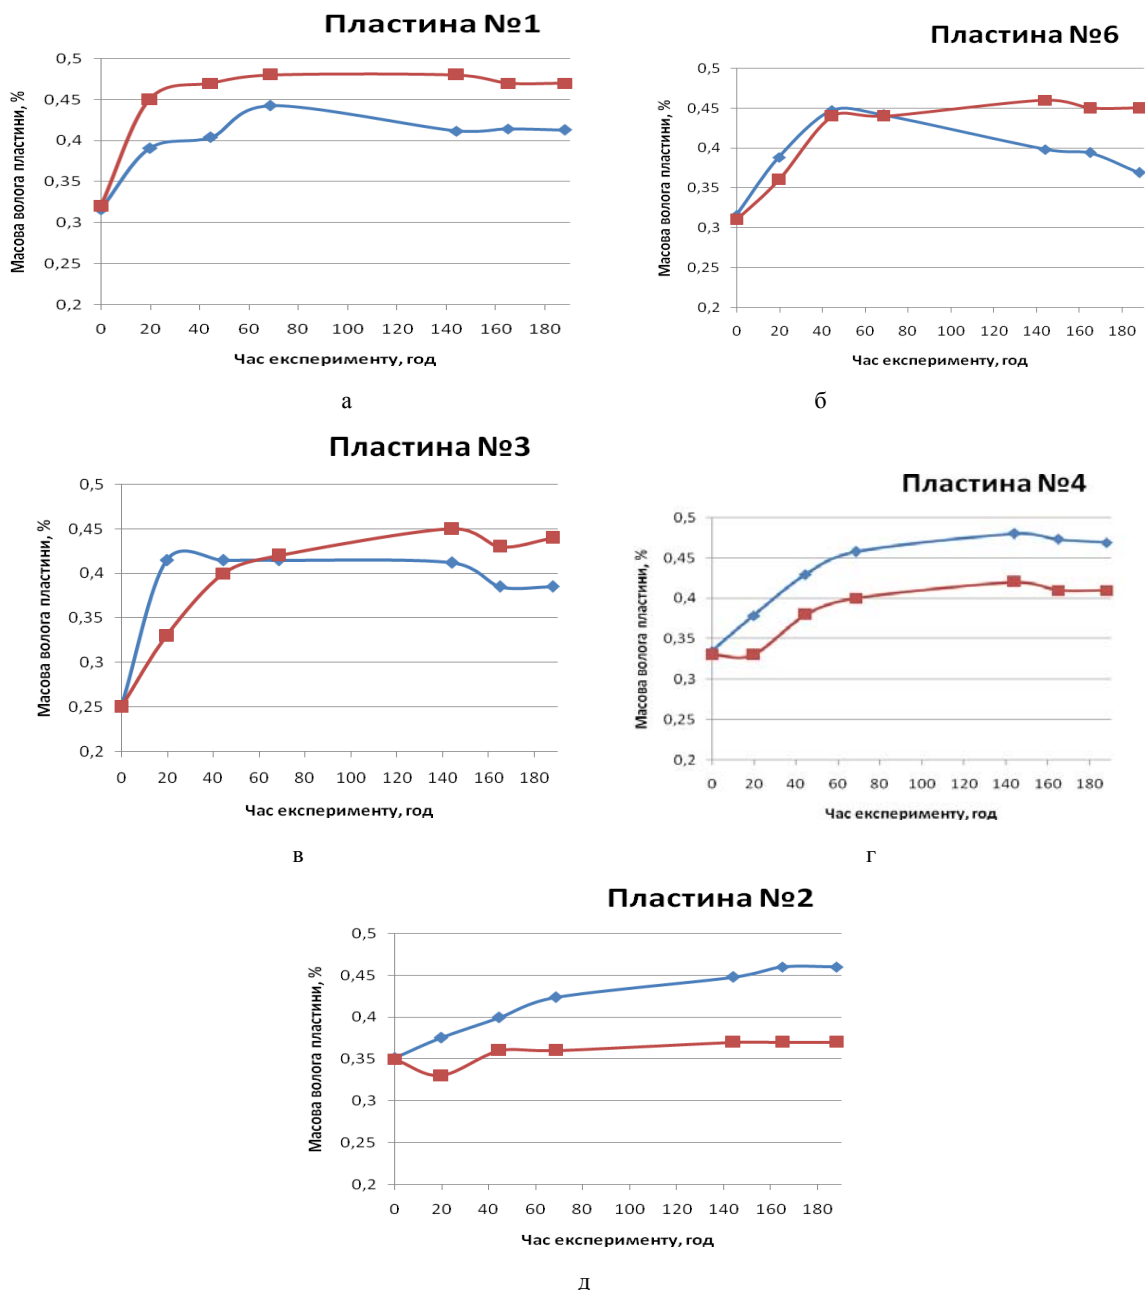 Пластина №1
Масова волога пластини, %
0,5
0,45
0,4
0,35
0,3
0,25
0,2
0 20 40 60 80 100 120 140 160 180
Час експерименту, год
а
Пластина №6
Масова волога пластини, %
0,5
0,45
0,4
0,35
0,3
0,25
0,2
0 20 40 60 80 100 120 140 160 180
Час експерименту, год
б
Пластина №3
Масова волога пластини, %
0,5
0,45
0,4
0,35
0,3
0,25
0,2
0 20 40 60 80 100 120 140 160 180
Час експерименту, год
в
Пластина №4
Масова волога пластини, %
0,5
0,45
0,4
0,35
0,3
0,25
0,2
0 20 40 60 80 100 120 140 160 180
Час експерименту, год
г
Пластина №2
Масова волога пластини, %
0,5
0,45
0,4
0,35
0,3
0,25
0,2
0 20 40 60 80 100 120 140 160 180
Час експерименту, год
д